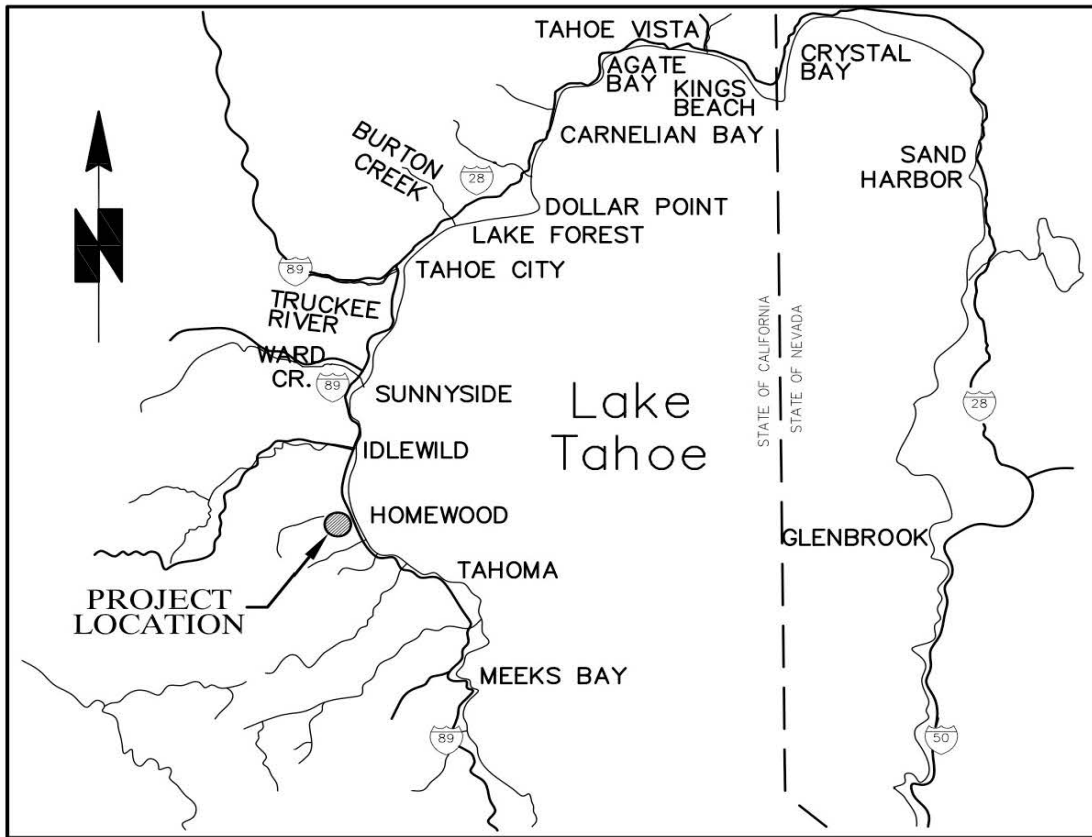 TAHOE VISTA
CRYSTAL
BAY
AGATE
BAY
KINGS
BEACH
CARNELIAN BAY
BURTON
CREEK
28
SAND
HARBOR
DOLLAR POINT
LAKE FOREST
N
89
TAHOE CITY
TRUCKEE
RIVER
WARD
CR.
89
SUNNYSIDE
Lake
Tahoe
STATE OF CALIFORNIA
STATE OF NEVADA
28
IDLEWILD
HOMEWOOD
GLENBROOK
TAHOMA
PROJECT
LOCATION
MEEKS BAY
89
50